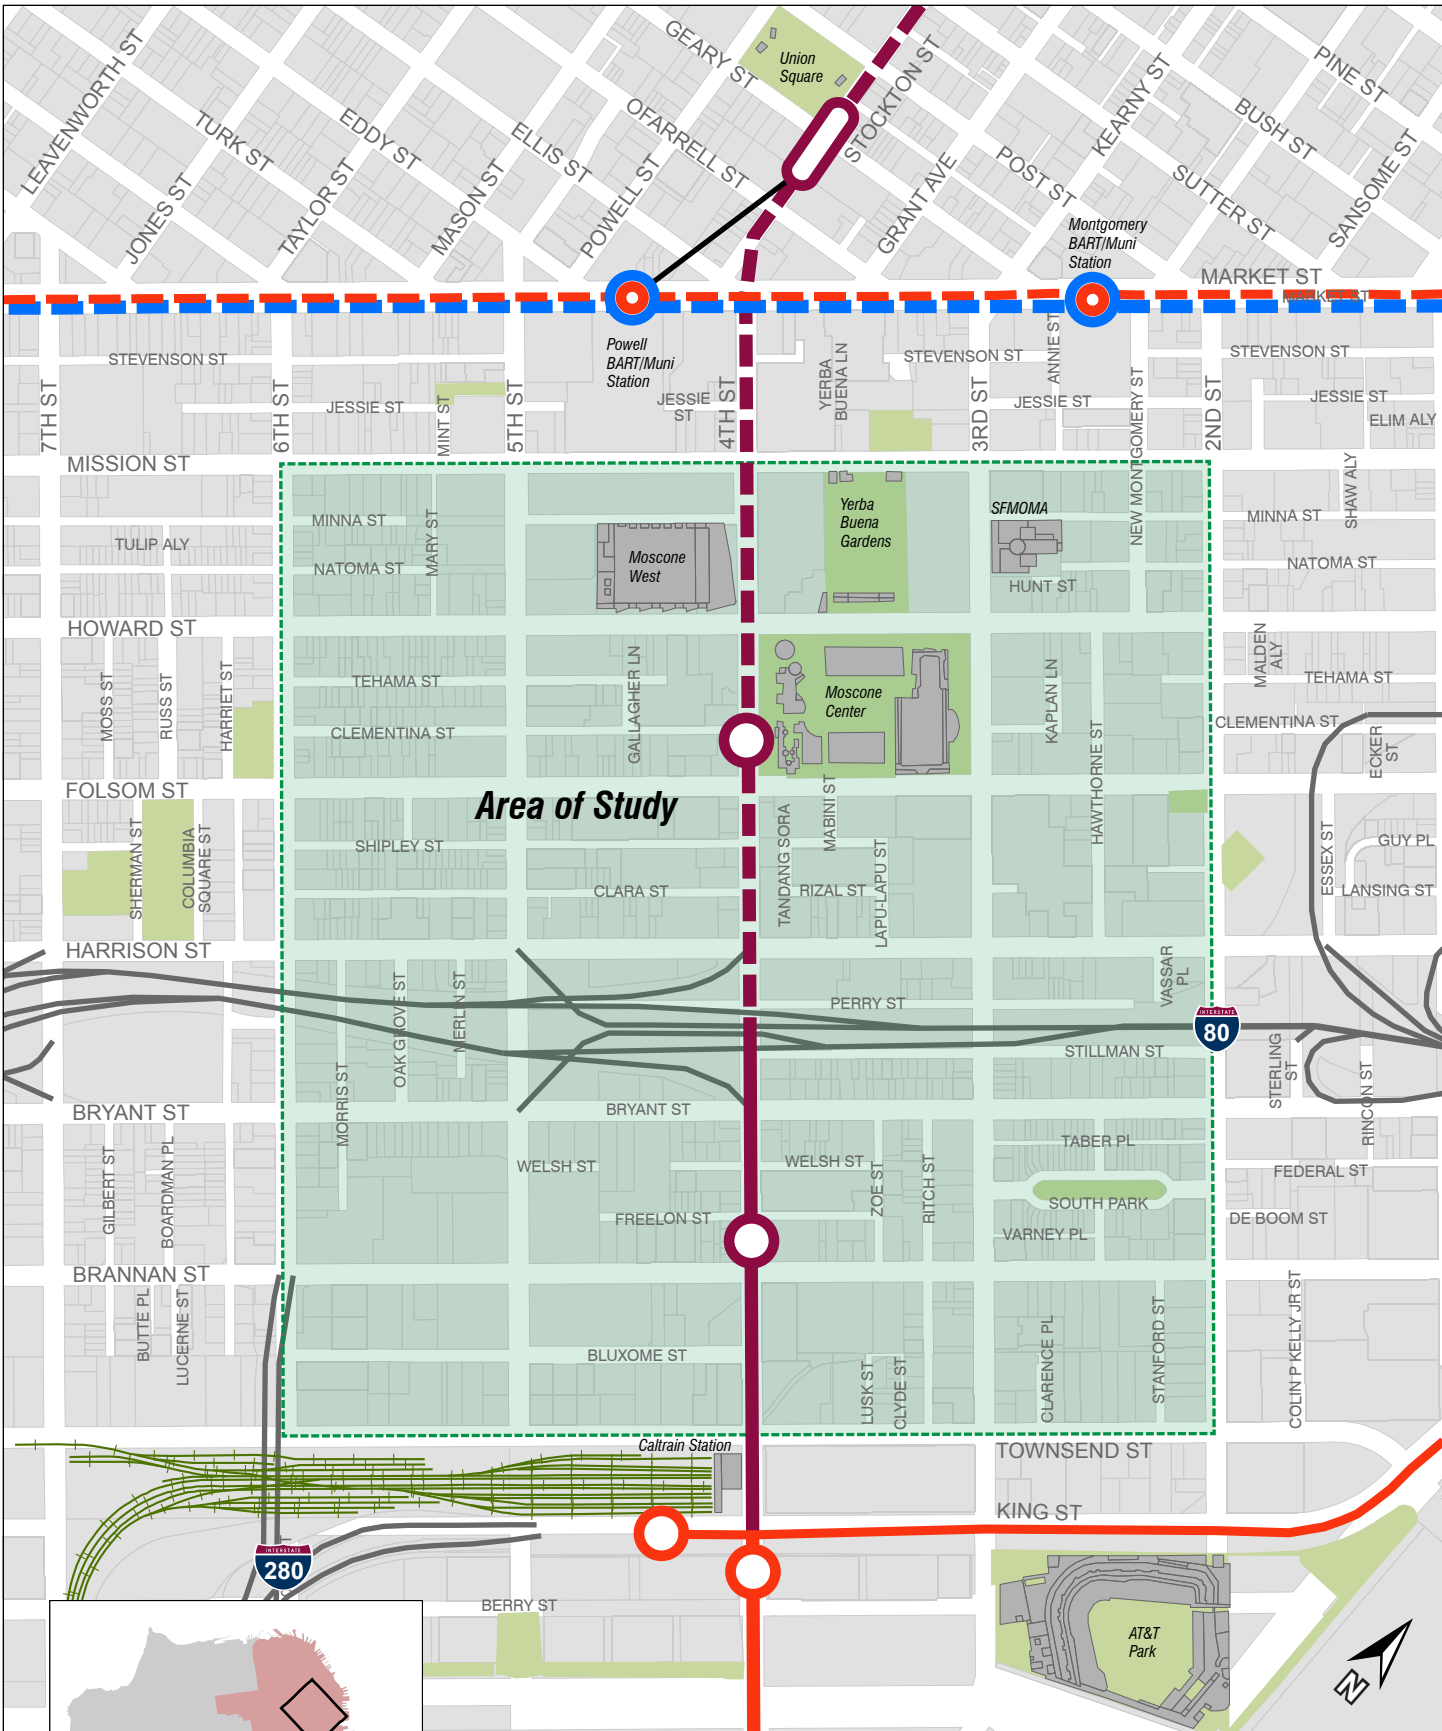 GEARY ST
Union
Square
STOCKTON ST
LEAVENWORTH ST
TURK ST
EDDY ST
ELLIS ST
OFARRELL ST
KEARNY ST
PINE ST
BUSH ST
JONES ST
TAYLOR ST
MASON ST
POWELL ST
GRANT AVE
POST ST
SUTTER ST
SANSOME ST
Montgomery
BART/Muni
Station
MARKET ST
MARKET ST
Powell
BART/Muni
Station
STEVENSON ST
YERBA
BUENA LN
STEVENSON ST
ANNIE ST
STEVENSON ST
7TH ST
6TH ST
JESSIE ST
MINT ST
5TH ST
JESSIE
ST
4TH ST
3RD ST
JESSIE ST
NEW MONTGOMERY ST
2ND ST
JESSIE ST
ELIM ALY
MISSION ST
MINNA ST
MARY ST
Yerba
Buena
Gardens
SFMOMA
MINNA ST
SHAW ALY
TULIP ALY
NATOMA ST
Moscone
West
HUNT ST
NATOMA ST
HOWARD ST
MOSS ST
RUSS ST
HARRIET ST
TEHAMA ST
CLEMENTINA ST
GALLAGHER LN
Moscone
Center
KAPLAN LN
HAWTHORNE ST
MALDEN
ALY
TEHAMA ST
CLEMENTINA ST
ECKER
ST
FOLSOM ST
Area of Study
SHERMAN ST
COLUMBIA
SQUARE ST
SHIPLEY ST
CLARA ST
TANDANG SORA
MABINI ST
RIZAL ST
LAPU-LAPU ST
ESSEX ST
GUY PL
LANSING ST
HARRISON ST
OAK GROVE ST
MERLIN ST
PERRY ST
VASSAR
PL
INTERSTATE
80
STILLMAN ST
STERLING
ST
RINCON ST
MORRIS ST
BRYANT ST
BRYANT ST
GILBERT ST
BOARDMAN PL
WELSH ST
WELSH ST
ZOE ST
RITCH ST
TABER PL
FEDERAL ST
FREELON ST
SOUTH PARK
VARNEY PL
DE BOOM ST
BRANNAN ST
BUTTE PL
LUCERNE ST
BLUXOME ST
LUSK ST
CLYDE ST
CLARENCE PL
STANFORD ST
COLIN P KELLY JR ST
Caltrain Station
TOWNSEND ST
KING ST
INTERSTATE
280
BERRY ST
AT&T
Park
N